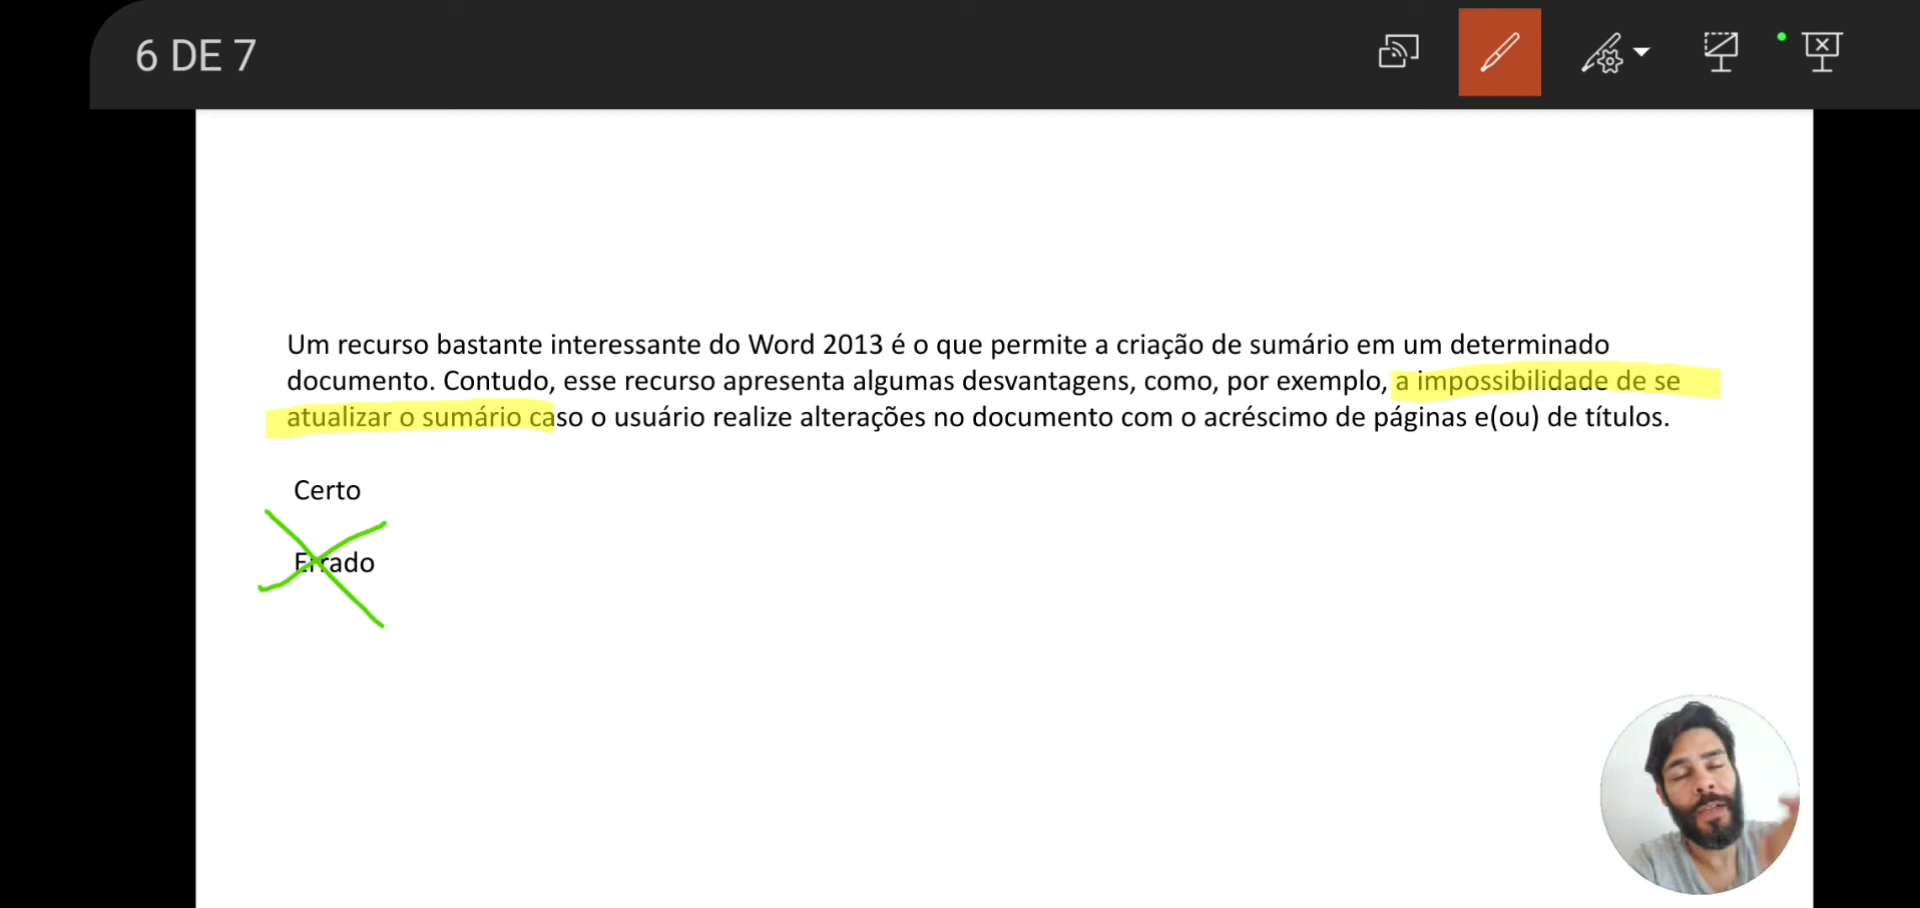 6 DE 7
Um recurso bastante interessante do Word 2013 é o que permite a criação de sumário em um determinado
documento. Contudo, esse recurso apresenta algumas desvantagens, como, por exemplo, a impossibilidade de se
atualizar o sumário caso o usuário realize alterações no documento com o acréscimo de páginas e(ou) de títulos.
Certo
Errado